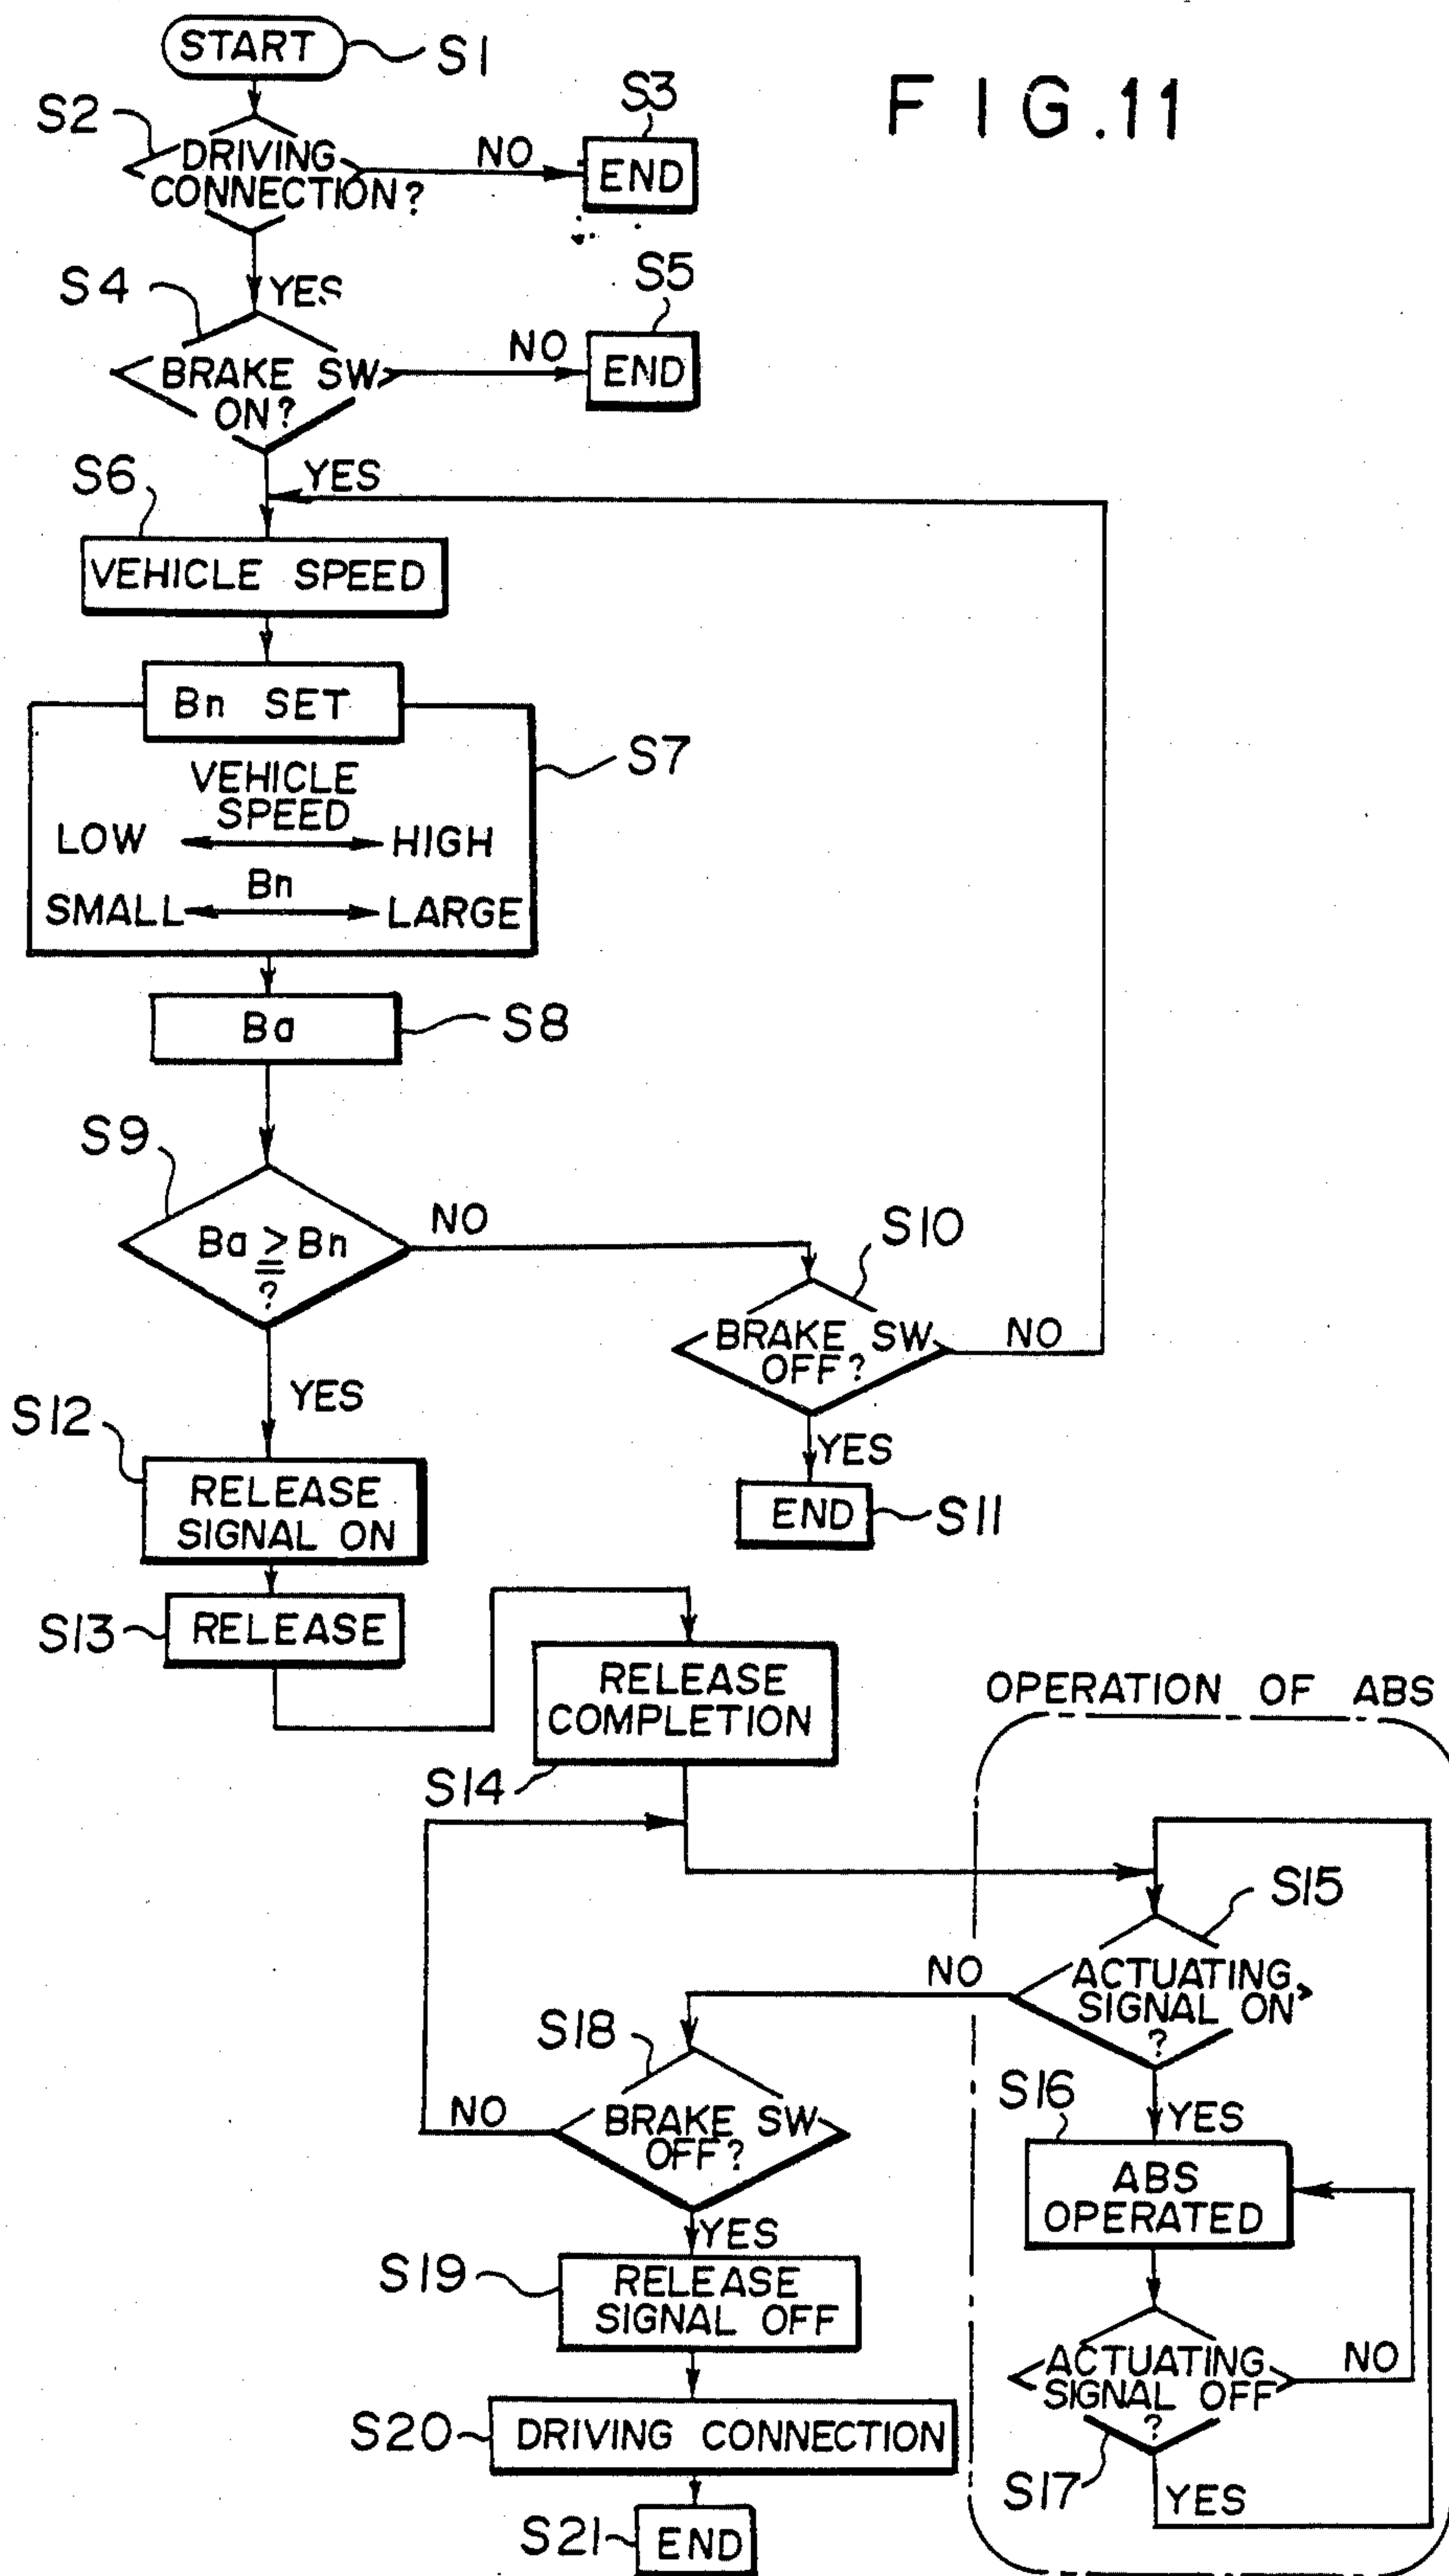 START
S1
FIG.11
S2
DRIVING
CONNECTION?
NO
S3
END
YES
S4
BRAKE SW
ON?
NO
S5
END
YES
S6
VEHICLE SPEED
Bn SET
S7
VEHICLE
SPEED
LOW HIGH
Bn
SMALL LARGE
Ba
S8
S9
Ba ≧ Bn
?
NO
S10
BRAKE SW
OFF?
NO
YES
END
S11
YES
S12
RELEASE
SIGNAL ON
S13
RELEASE
RELEASE
COMPLETION
S14
OPERATION OF ABS
S15
ACTUATING
SIGNAL ON
?
NO
YES
S16
ABS
OPERATED
ACTUATING
SIGNAL OFF
?
NO
S17
YES
S18
BRAKE SW
OFF?
NO
YES
S19
RELEASE
SIGNAL OFF
S20
DRIVING CONNECTION
S21
END